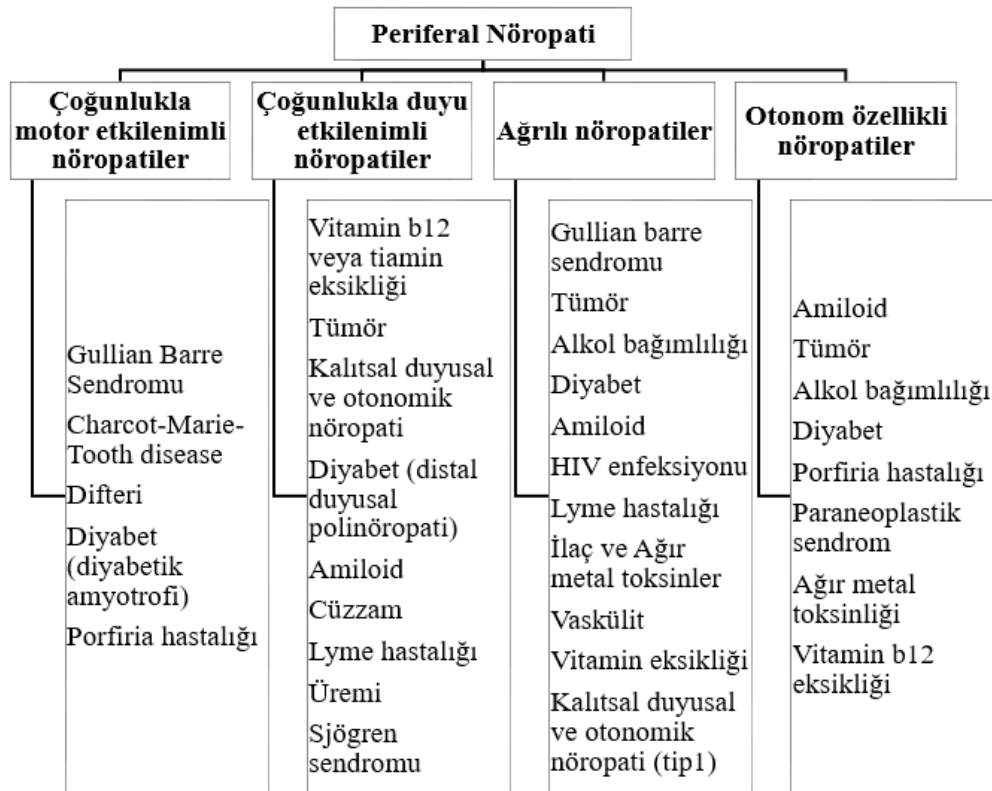 Periferal Nöropati
Çoğunlukla
motor etkilenimli
nöropatiler
Gullian Barre
Sendromu
Charcot-Marie-
Tooth disease
Difteri
Diyabet
(diyabetik
amyotrofi)
Porfiria hastalığı
Çoğunlukla duyu
etkilenimli
nöropatiler
Vitamin b12
veya tiamin
eksikliği
Tümör
Kalıtsal duyusal
ve otonomik
nöropati
Diyabet (distal
duyusal
polinöropati)
Amiloid
Cüzzam
Lyme hastalığı
Üremi
Sjögren
sendromu
Ağrılı nöropatiler
Gullian barre
sendromu
Tümör
Alkol bağımlılığı
Diyabet
Amiloid
HIV enfeksiyonu
Lyme hastalığı
İlaç ve Ağır
metal toksinler
Vaskülit
Vitamin eksikliği
Kalıtsal duyusal
ve otonomik
nöropati (tip1)
Otonom özellikli
nöropatiler
Amiloid
Tümör
Alkol bağımlılığı
Diyabet
Porfiria hastalığı
Paraneoplastik
sendrom
Ağır metal
toksinliği
Vitamin b12
eksikliği